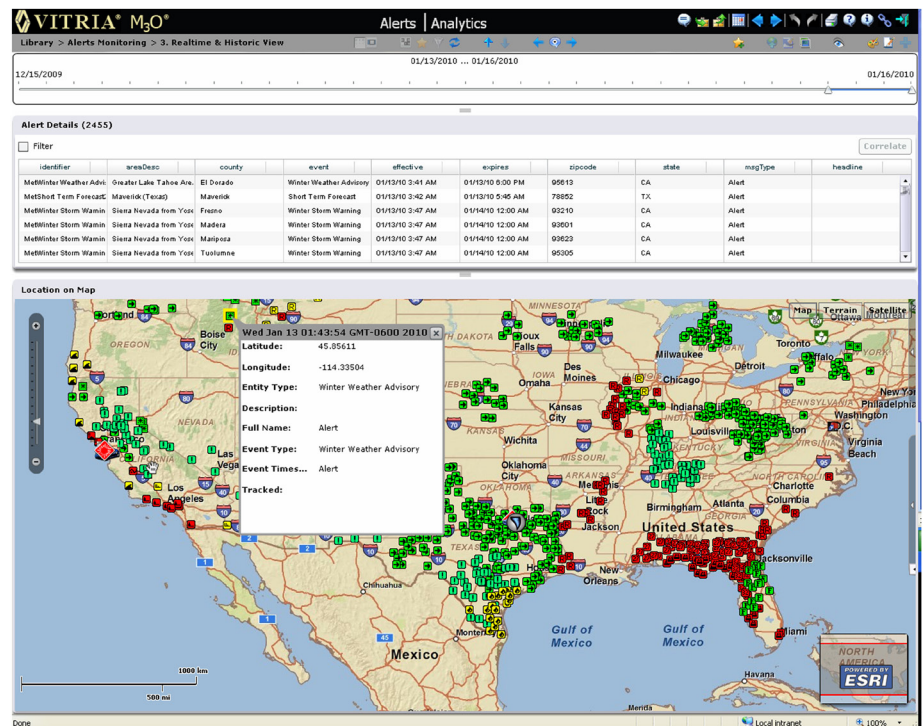 VITRIA® M3O®
Alerts | Analytics
Library > Alerts Monitoring > 3. Realtime & Historic View
01/13/2010 ... 01/16/2010
12/15/2009
01/16/2010
Alert Details (2455)
Filter
Correlate
identifier areaDesc county event effective expires zipcode state msgType headline
MetWinter Weather Advi: Greater Lake Tahoe Are. El Dorado Winter Weather Advisory 01/13/10 3:41 AM 01/13/10 6:00 PM 95613 CA Alert
MetShort Term Forecast Maverick (Texas) Maverick Short Term Forecast 01/13/10 3:42 AM 01/13/10 5:45 AM 78852 TX Alert
MetWinter Storm Warnin Sierra Nevada from Yose Fresno Winter Storm Warning 01/13/10 3:47 AM 01/14/10 12:00 AM 93210 CA Alert
MetWinter Storm Warnin Sierra Nevada from Yose Madera Winter Storm Warning 01/13/10 3:47 AM 01/14/10 12:00 AM 93601 CA Alert
MetWinter Storm Warnin Sierra Nevada from Yose Mariposa Winter Storm Warning 01/13/10 3:47 AM 01/14/10 12:00 AM 93623 CA Alert
MetWinter Storm Warnin Sierra Nevada from Yose Tuolumne Winter Storm Warning 01/13/10 3:47 AM 01/14/10 12:00 AM 95305 CA Alert
Location on Map
Map Terrain Satellite
Wed Jan 13 01:43:54 GMT-0600 2010
Latitude: 45.85611
Longitude: -114.33504
Entity Type: Winter Weather Advisory
Description:
Full Name: Alert
Event Type: Winter Weather Advisory
Event Times... Alert
Tracked:
MINNESOTA
Ottawa
Montreal
OREGON
Boise
City
Falls
Milwaukee
Toronto
Detroit
Chicago
Des
Moines
Omaha
NEVADA
Kansas
City
KANSAS
New Yor
PENNSYLVANIA
Philadelphia
Washington
D.C.
Virginia
Beach
Las
Vega
Wichita
MISSOURI
KENTUCKY
Los
Angeles
Oklahoma
City
OKLAHOMA
ARKANSAS
Charlotte
Columbia
Birmingham
Atlanta
GEORGIA
Rock
Jackson
United States
TEXAS
Jacksonville
New
Orleans
Chihuahua
Miami
Mexico
Gulf of
Mexico
Gulf of
Mexico
Havana
Merida
1000 km
500 mi
NORTH
AMERICA
POWERED BY
ESRI
Done
Local intranet
100%